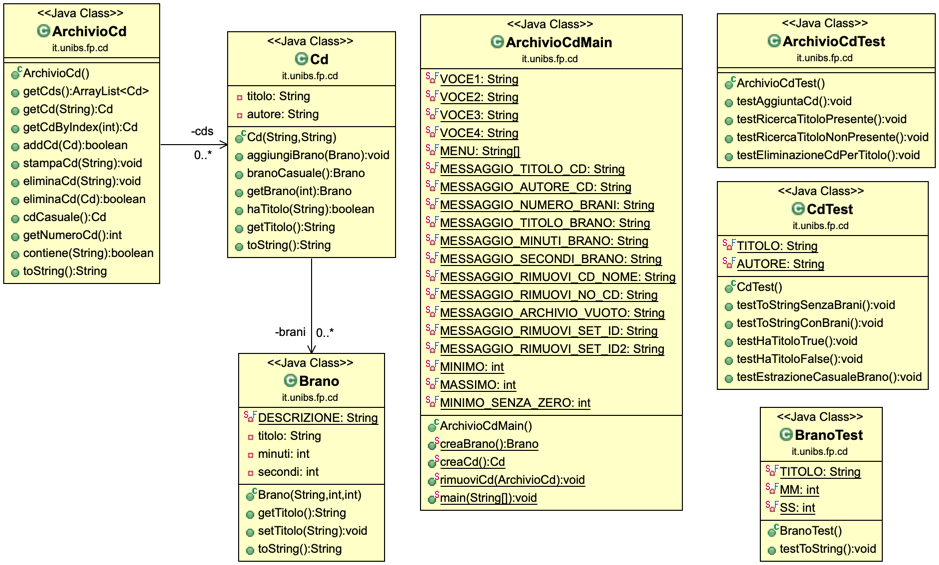 <<Java Class>>
ArchivioCd
it.unibs.fp.cd
ArchivioCd()
getCds():ArrayList<Cd>
getCd(String):Cd
getCdByIndex(int):Cd
addCd(Cd):boolean
stampaCd(String):void
eliminaCd(String):void
eliminaCd(Cd):boolean
cdCasuale():Cd
getNumeroCd():int
contiene(String):boolean
toString():String
-cds
0..*
<<Java Class>>
Cd
it.unibs.fp.cd
titolo: String
autore: String
Cd(String,String)
aggiungiBrano(Brano):void
branoCasuale():Brano
getBrano(int):Brano
haTitolo(String):boolean
getTitolo():String
toString():String
-brani 0..*
<<Java Class>>
Brano
it.unibs.fp.cd
DESCRIZIONE: String
titolo: String
minuti: int
secondi: int
Brano(String,int,int)
getTitolo():String
setTitolo(String):void
toString():String
<<Java Class>>
ArchivioCdMain
it.unibs.fp.cd
VOCE1: String
VOCE2: String
VOCE3: String
VOCE4: String
MENU: String[]
MESSAGGIO_TITOLO_CD: String
MESSAGGIO_AUTORE_CD: String
MESSAGGIO_NUMERO_BRANI: String
MESSAGGIO_TITOLO_BRANO: String
MESSAGGIO_MINUTI_BRANO: String
MESSAGGIO_SECONDI_BRANO: String
MESSAGGIO_RIMUOVI_CD_NOME: String
MESSAGGIO_RIMUOVI_NO_CD: String
MESSAGGIO_ARCHIVIO_VUOTO: String
MESSAGGIO_RIMUOVI_SET_ID: String
MESSAGGIO_RIMUOVI_SET_ID2: String
MINIMO: int
MASSIMO: int
MINIMO_SENZA_ZERO: int
ArchivioCdMain()
creaBrano():Brano
creaCd():Cd
rimuoviCd(ArchivioCd):void
main(String[]):void
<<Java Class>>
ArchivioCdTest
it.unibs.fp.cd
ArchivioCdTest()
testAggiuntaCd():void
testRicercaTitoloPresente():void
testRicercaTitoloNonPresente():void
testEliminazioneCdPerTitolo():void
<<Java Class>>
CdTest
it.unibs.fp.cd
TITOLO: String
AUTORE: String
CdTest()
testToStringSenzaBrani():void
testToStringConBrani():void
testHaTitoloTrue():void
testHaTitoloFalse():void
testEstrazioneCasualeBrano():void
<<Java Class>>
BranoTest
it.unibs.fp.cd
TITOLO: String
MM: int
SS: int
BranoTest()
testToString():void